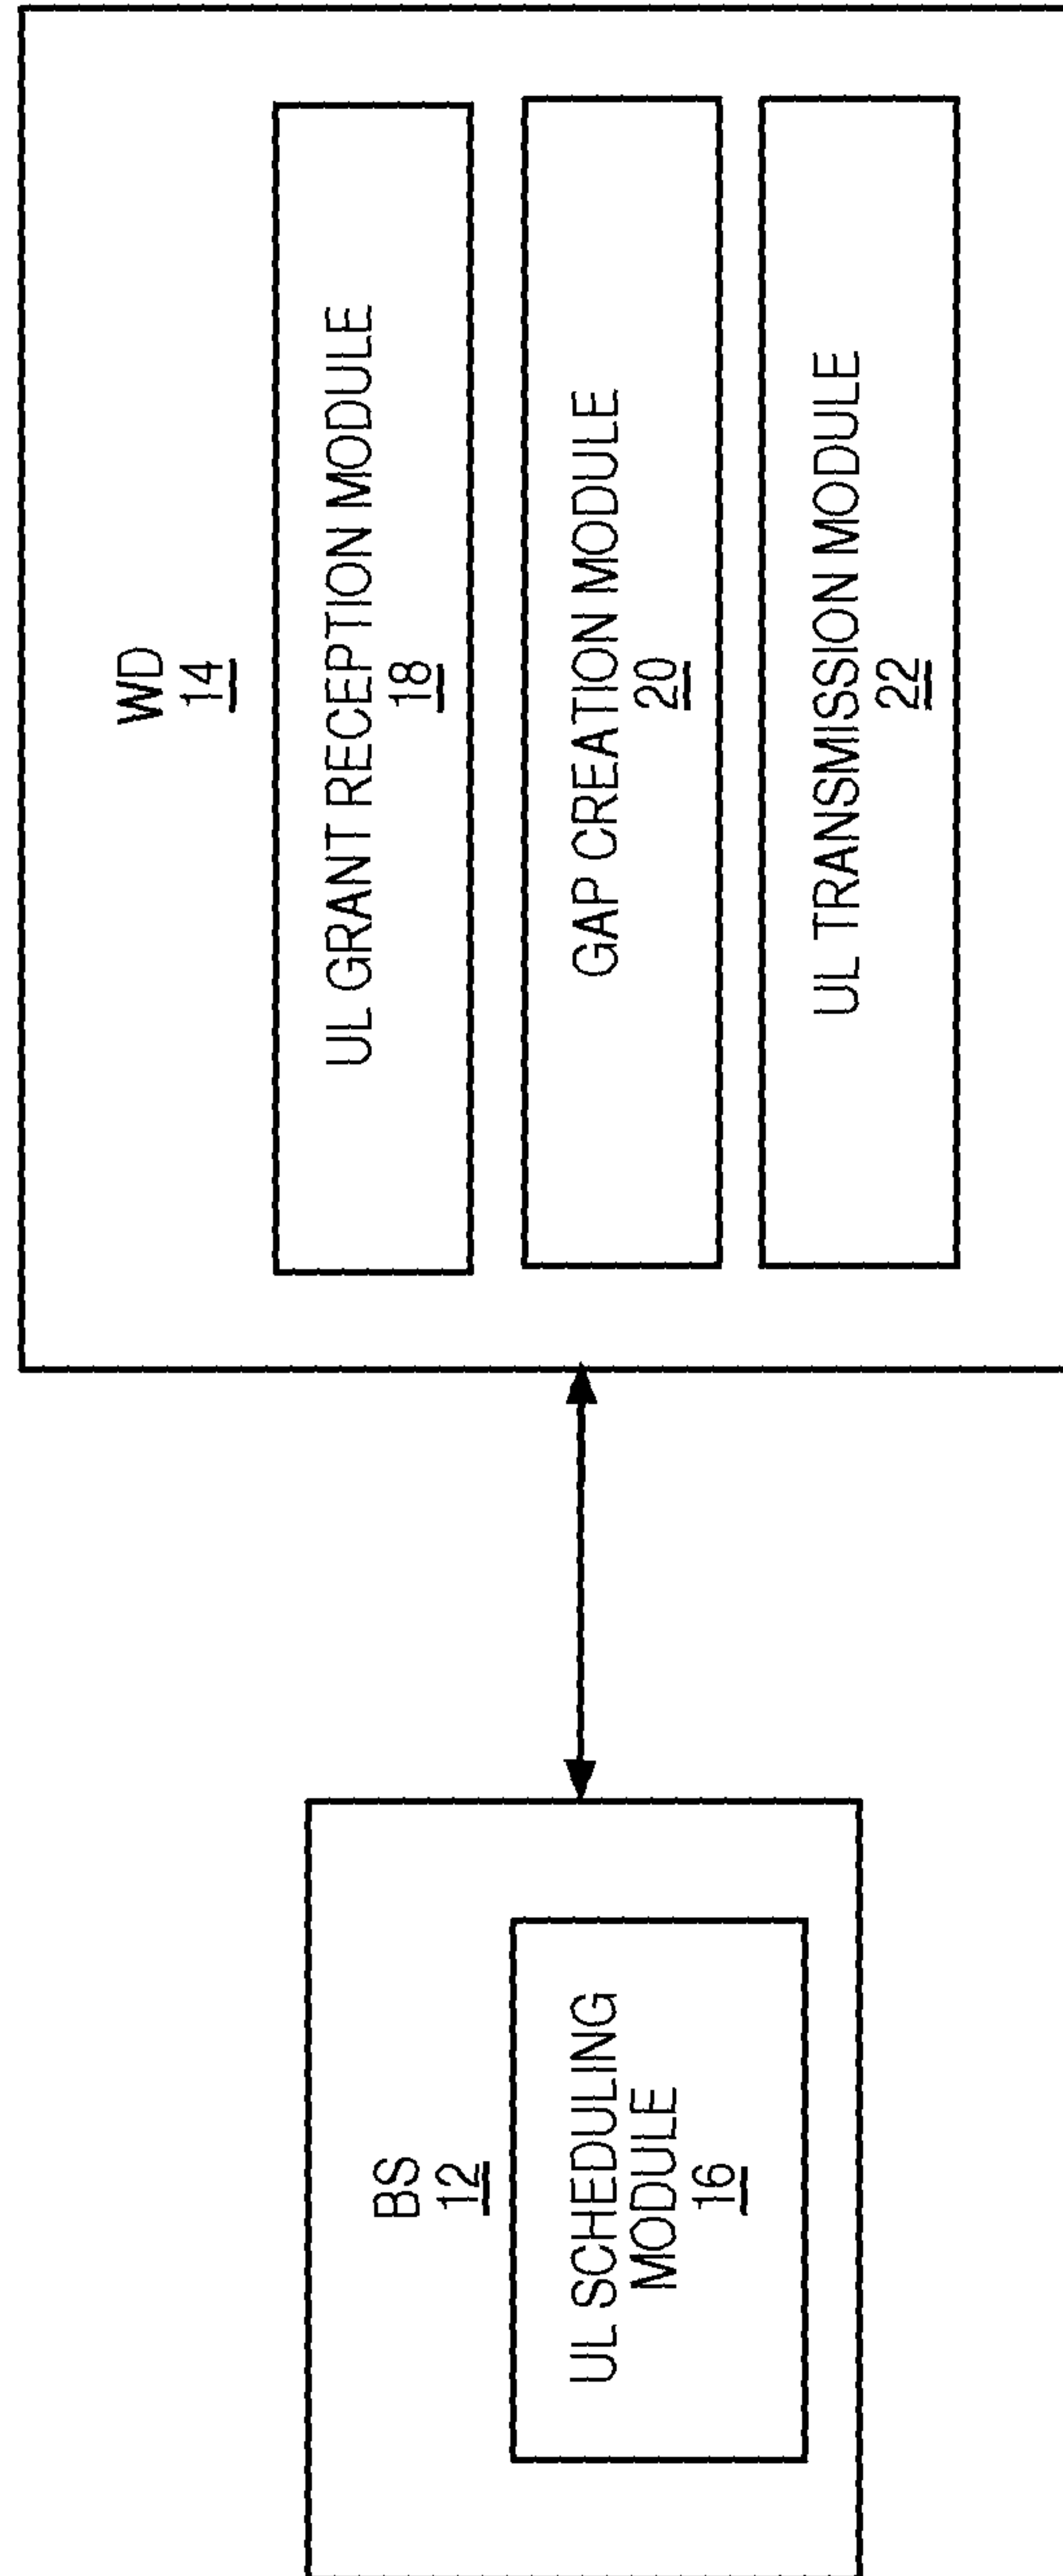 BS
12
UL SCHEDULING
MODULE
16
WD
14
UL GRANT RECEPTION MODULE
18
GAP CREATION MODULE
20
UL TRANSMISSION MODULE
22